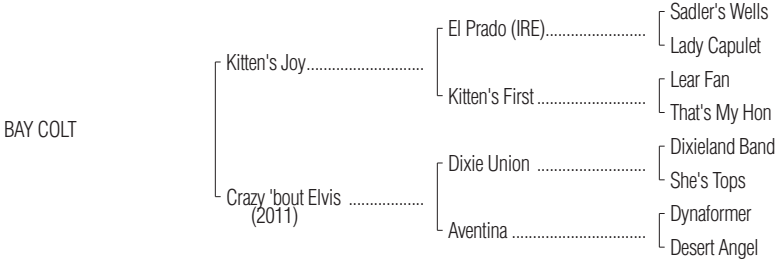 Sadler's Wells
El Prado (IRE)........................
Lady Capulet
Kitten's Joy............................
Lear Fan
Kitten's First ..........................
That's My Hon
BAY COLT
Dixieland Band
Dixie Union ..........................
She's Tops
Crazy 'bout Elvis ..................
(2011)
Dynaformer
Aventina ................................
Desert Angel